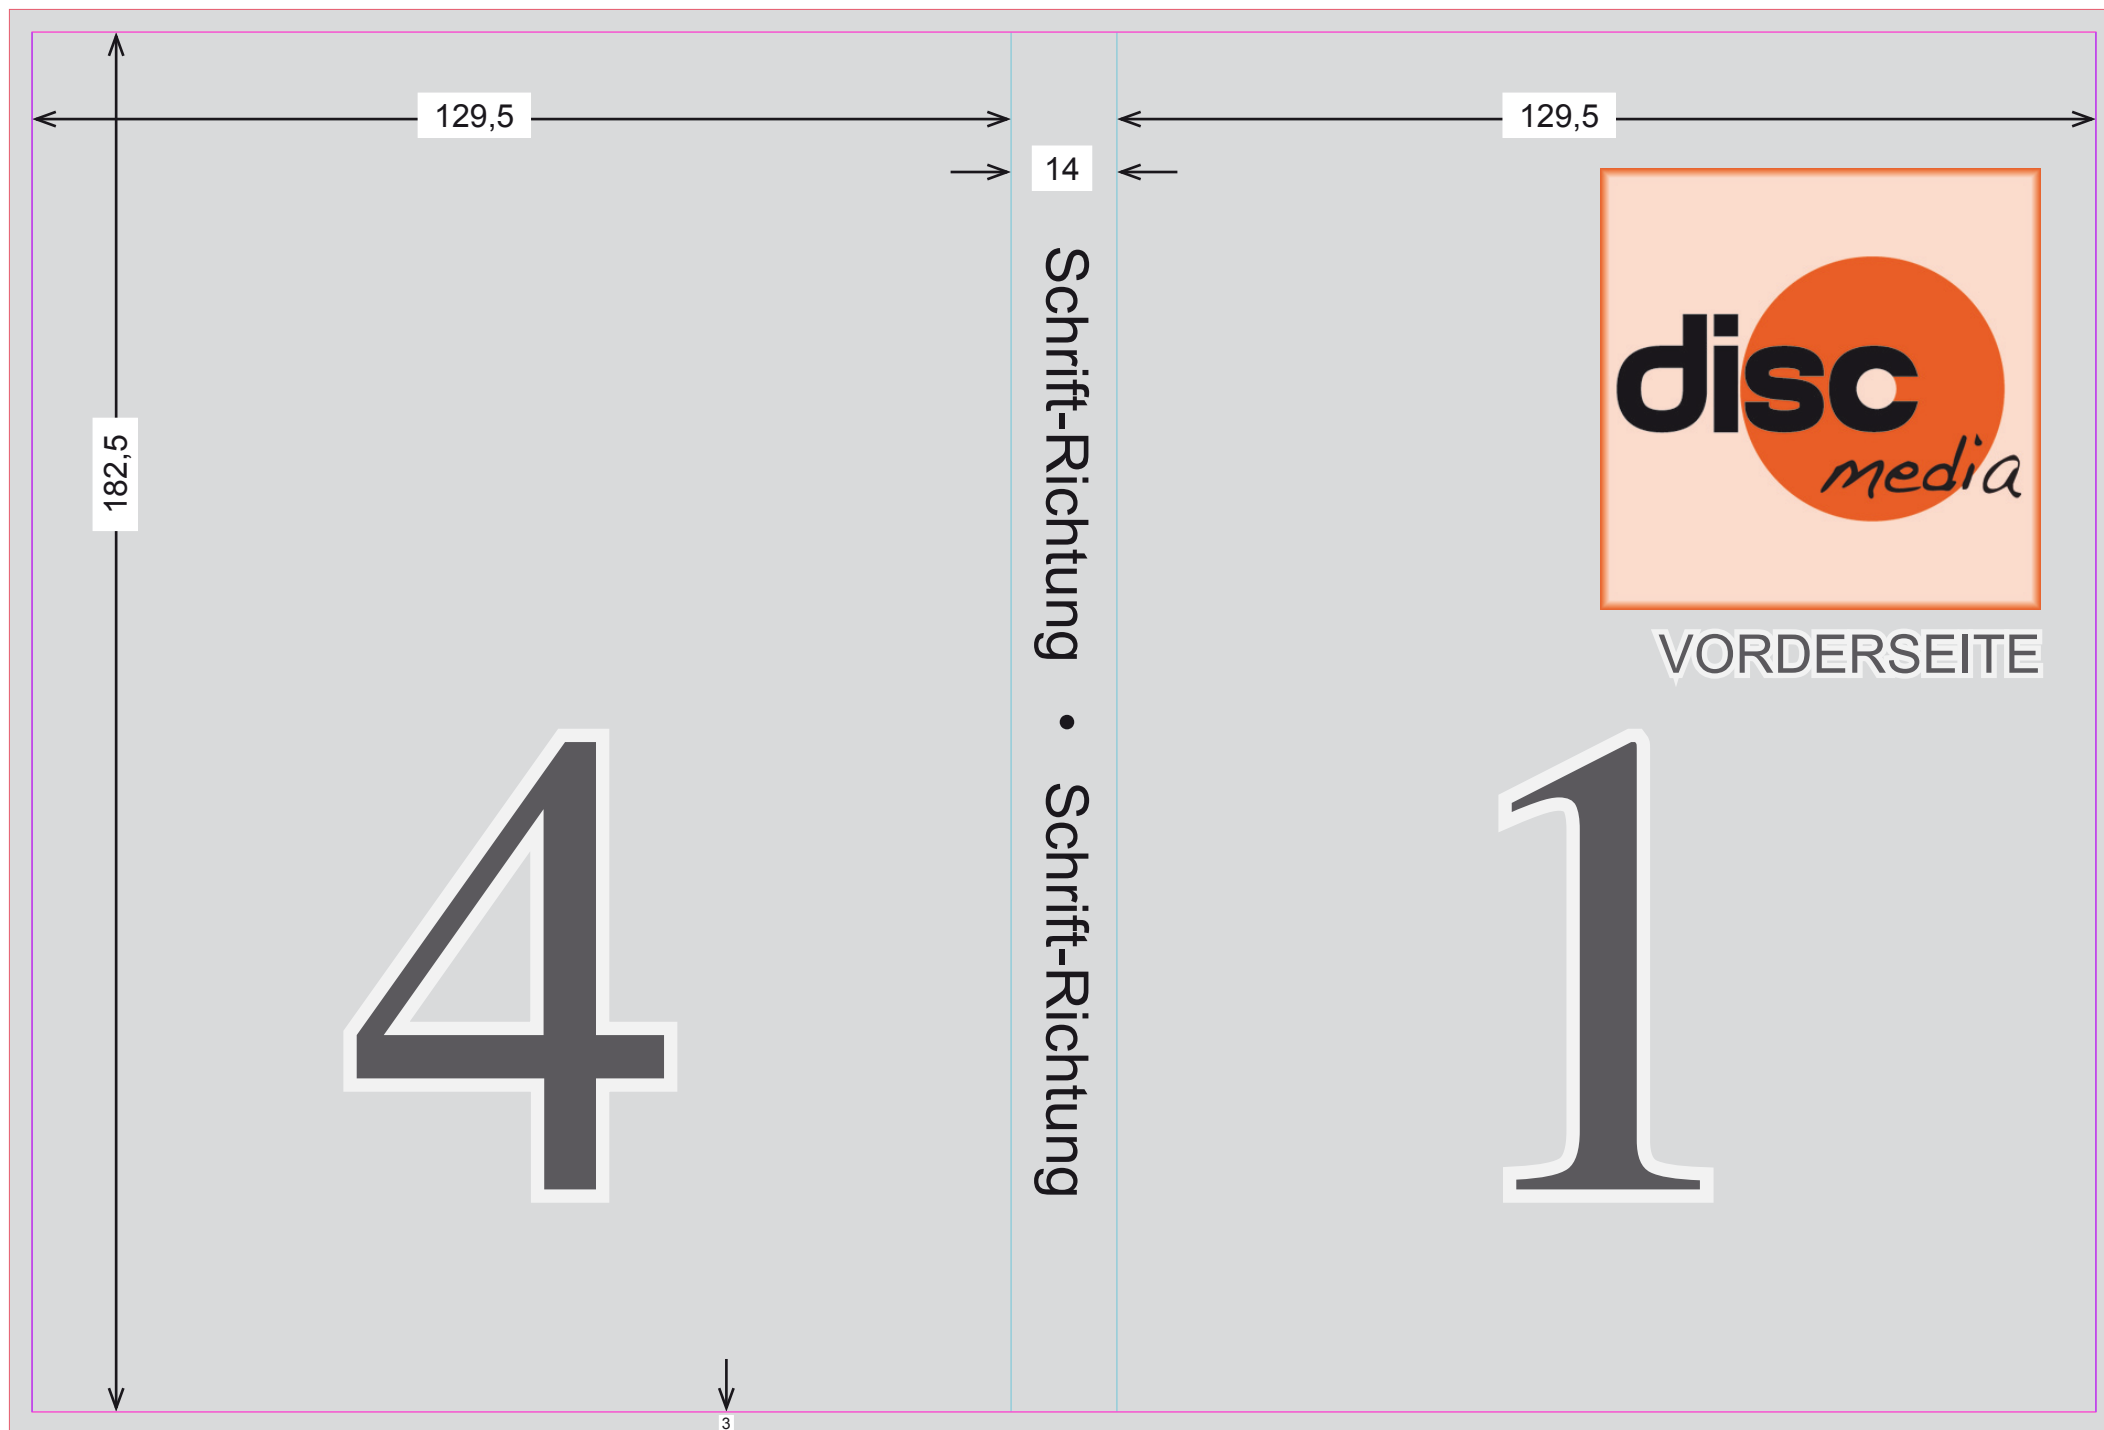 129,5
129,5
14
182,5
Schrift-Richtung • Schrift-Richtung
disc
media
VORDERSEITE
4
1
3